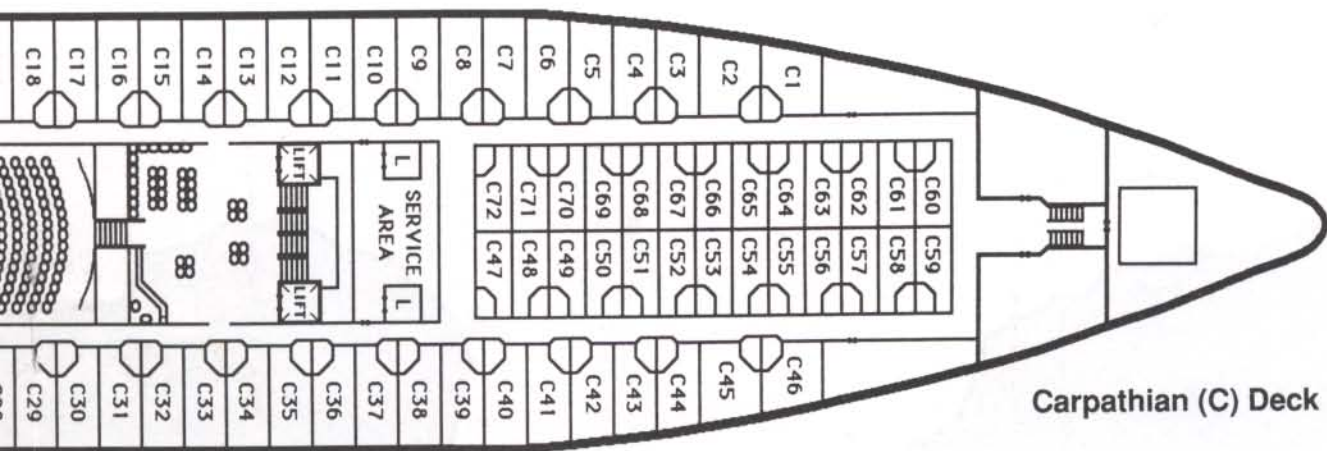 C18
C17
C16
C15
C14
C13
C12
C11
C10
C9
C8
C7
C6
C5
C4
C3
C2
C1
LIFT
L
SERVICE
AREA
LIFT
L
C72
C71
C70
C69
C68
C67
C66
C65
C64
C63
C62
C61
C60
C47
C48
C49
C50
C51
C52
C53
C54
C55
C56
C57
C58
C59
C29
C30
C31
C32
C33
C34
C35
C36
C37
C38
C39
C40
C41
C42
C43
C44
C45
C46
Carpathian (C) Deck